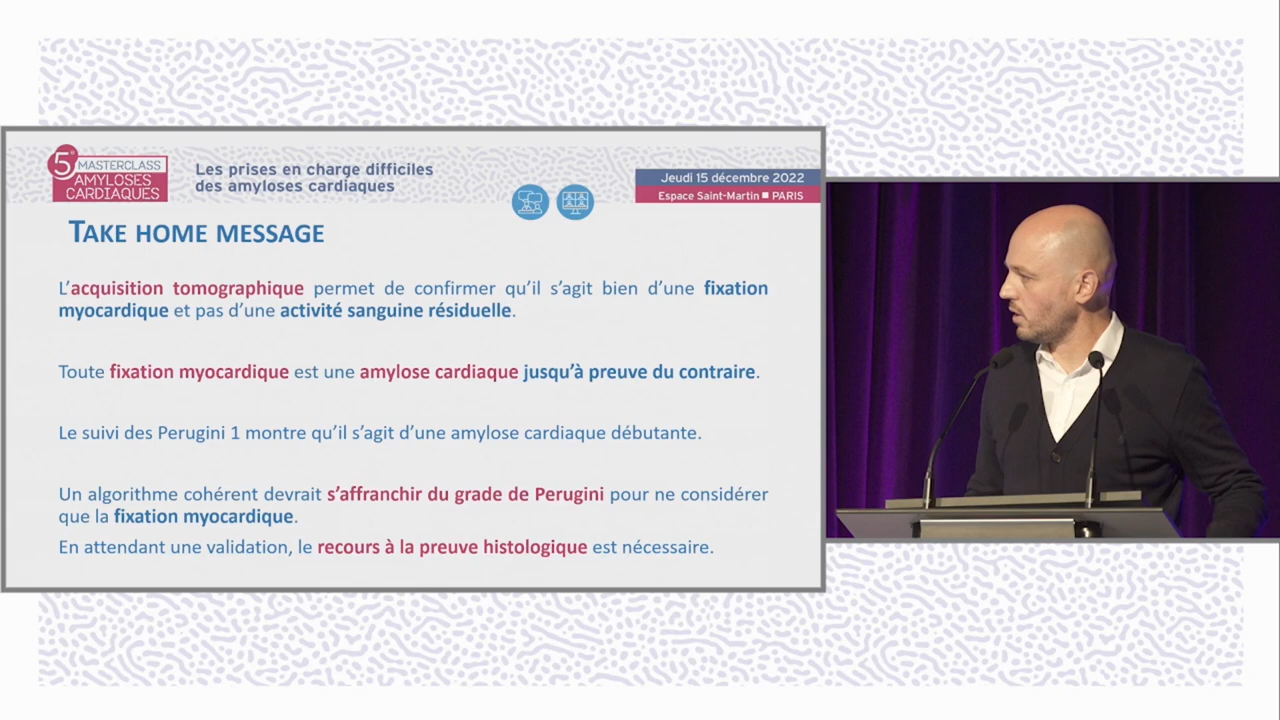 5e
MASTERCLASS
AMYLOSES
CARDIAQUES
Les prises en charge difficiles
des amyloses cardiaques
Jeudi 15 décembre 2022
Espace Saint-Martin ■ PARIS
TAKE HOME MESSAGE
L'acquisition tomographique permet de confirmer qu'il s'agit bien d'une fixation
myocardique et pas d'une activité sanguine résiduelle.
Toute fixation myocardique est une amylose cardiaque jusqu'à preuve du contraire.
Le suivi des Perugini 1 montre qu'il s'agit d'une amylose cardiaque débutante.
Un algorithme cohérent devrait s'affranchir du grade de Perugini pour ne considérer
que la fixation myocardique.
En attendant une validation, le recours à la preuve histologique est nécessaire.